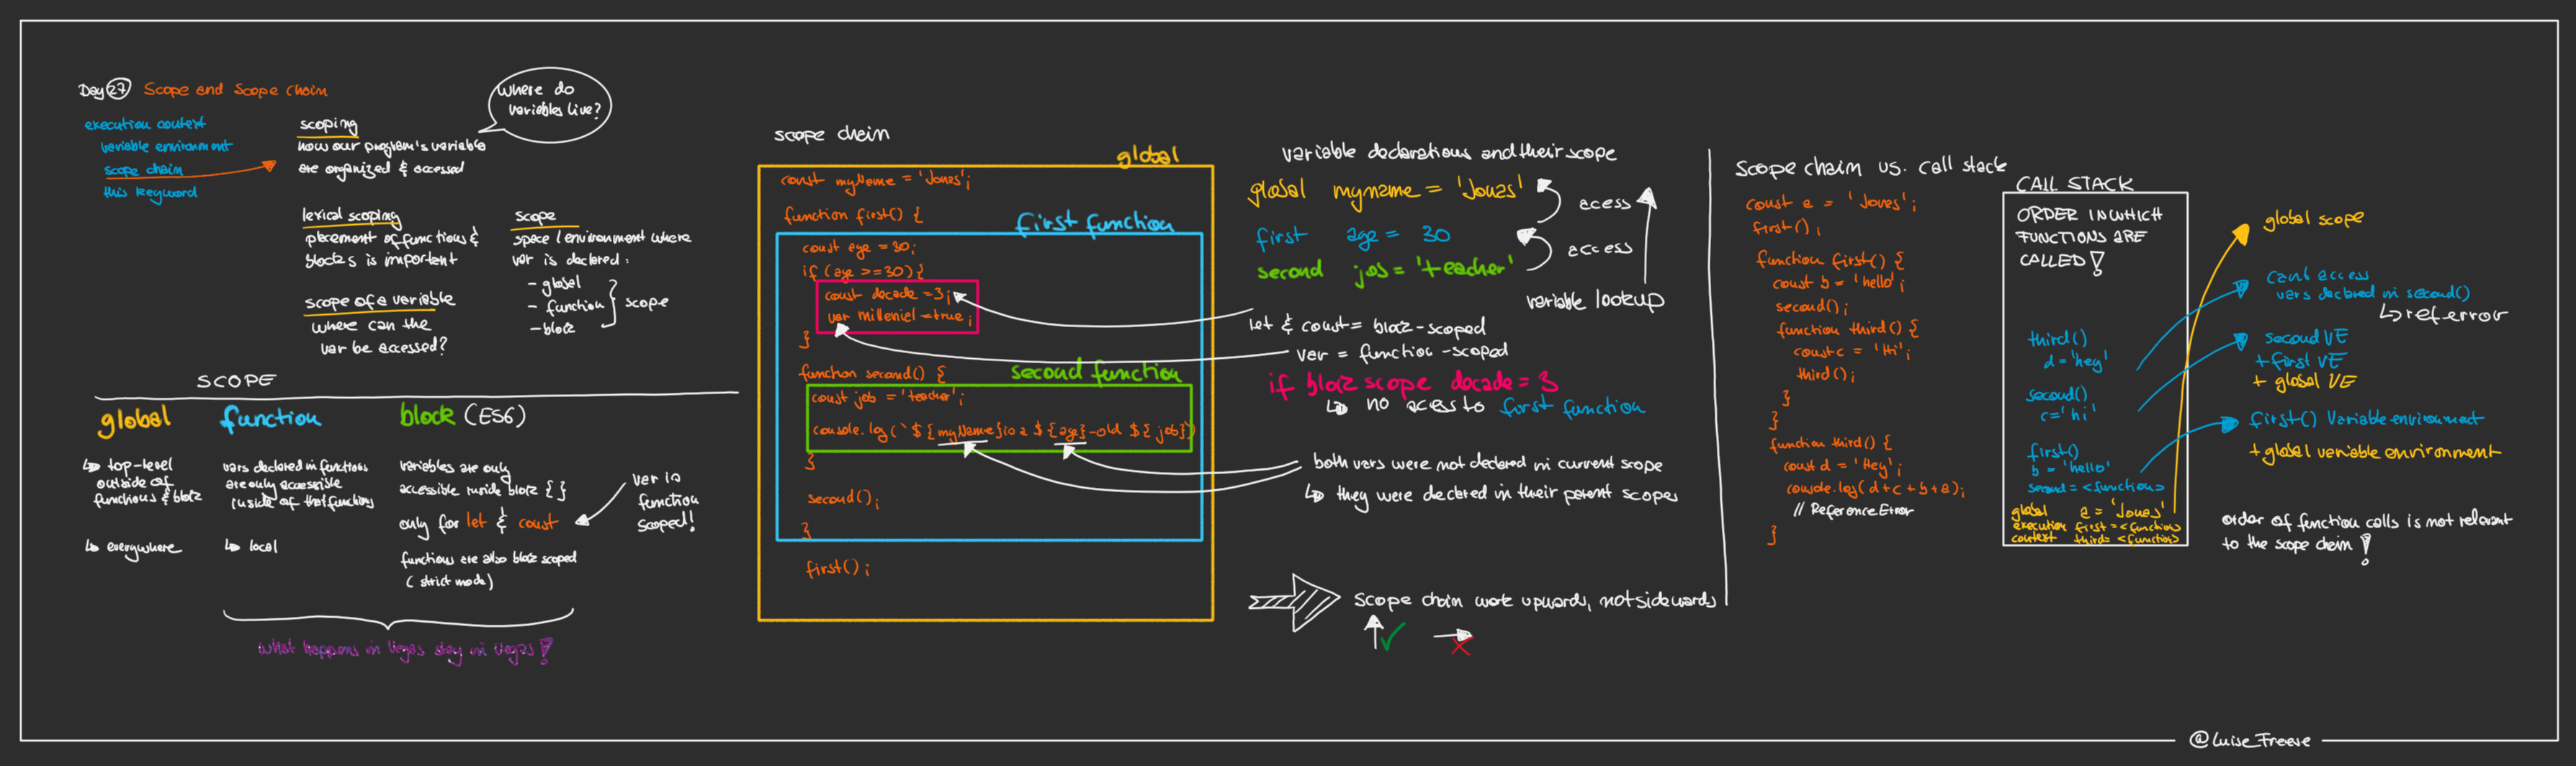 Day 27 Scope and Scope chain
execution context
variable environment
scope chain
this keyword
where do
variables live?
scoping
how our program's variables
are organized & accessed
lexical scoping
placement of functions &
blocks is important
scope of a variable
where can the
var be accessed?
scope
space / environment where
var is declared:
- global
- function
- block
scope
SCOPE
global
↳ top-level
outside of
functions & block
↳ everywhere
function
vars declared in functions
are only accessible
inside of that function
↳ local
block (ES6)
variables are only
accessible inside block { }
only for let & const
functions are also block scoped
(strict mode)
var is
function
scoped!
what happens in Vegas stay in Vegas!
scope chain
global
const myName = 'Jonas';
function first() {
first function
const age = 30;
if (age >=30) {
const decade = 3;
var millenial = true;
}
function second() {
second function
const job = 'teacher';
console.log(`${myName} is a ${age}-old ${job}`)
}
second();
}
first();
variable declarations and their scope
global myname = 'Jonas'
first age = 30
second job = 'teacher'
acess
access
variable lookup
let & const = block-scoped
var = function-scoped
if block scope decade = 3
↳ no acess to first function
both vars were not declared in current scope
↳ they were declared in their parent scopes
scope chain work upwards, not sidewards
Scope chain vs. call stack
const a = 'Jonas';
first();
function first() {
const b = 'hello';
second();
function third() {
const c = 'Hi';
third();
}
}
function third() {
const d = 'Hey';
console.log(d+c+b+a);
// ReferenceError
}
CALL STACK
ORDER IN WHICH
FUNCTIONS ARE
CALLED!
third()
d = 'hey'
second()
c = 'hi'
first()
b = 'hello'
second = <function>
global a = 'Jonas'
execution first = <function>
context third = <function>
global scope
cant access
vars declared in second()
↳ ref error
second VE
+ first VE
+ global VE
first() Variable environment
+ global variable environment
order of function calls is not relevant
to the scope chain!
@Luise_Freese